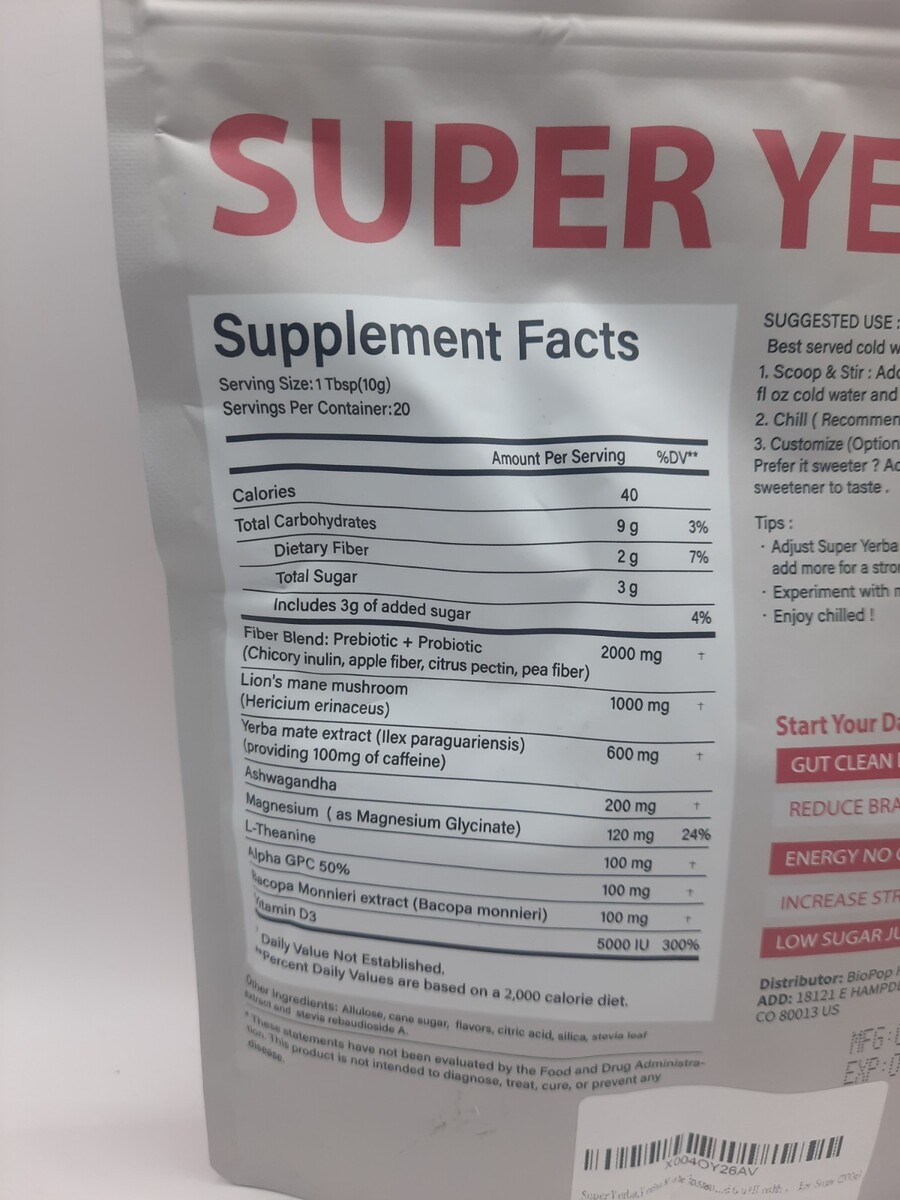 SUPER YE
Supplement Facts
Serving Size:1 Tbsp(10g)
Servings Per Container:20
Amount Per Serving %DV**
Calories 40
Total Carbohydrates 9 g 3%
Dietary Fiber 2 g 7%
Total Sugar 3 g
Includes 3g of added sugar 4%
Fiber Blend: Prebiotic + Probiotic 2000 mg †
(Chicory inulin, apple fiber, citrus pectin, pea fiber)
Lion's mane mushroom 1000 mg †
(Hericium erinaceus)
Yerba mate extract (Ilex paraguariensis) 600 mg †
(providing 100mg of caffeine)
Ashwagandha 200 mg †
Magnesium ( as Magnesium Glycinate) 120 mg 24%
L-Theanine 100 mg †
Alpha GPC 50% 100 mg †
Bacopa Monnieri extract (Bacopa monnieri) 100 mg †
Vitamin D3 5000 IU 300%
† Daily Value Not Established.
**Percent Daily Values are based on a 2,000 calorie diet.
Other Ingredients: Allulose, cane sugar, flavors, citric acid, silica, stevia leaf
extract and stevia rebaudioside A.
* These statements have not been evaluated by the Food and Drug Administra-
tion. This product is not intended to diagnose, treat, cure, or prevent any
disease.
SUGGESTED USE :
Best served cold w
1. Scoop & Stir : Add
fl oz cold water and
2. Chill ( Recommen
3. Customize (Option
Prefer it sweeter ? Ad
sweetener to taste .
Tips :
· Adjust Super Yerba
add more for a stro
· Experiment with m
· Enjoy chilled !
Start Your Da
GUT CLEAN
REDUCE BRA
ENERGY NO C
INCREASE STR
LOW SUGAR JU
Distributor: BioPop
ADD: 18121 E HAMPD
CO 80013 US
MFG:0
EXP:0
X004OY26AV
Super Yerba,